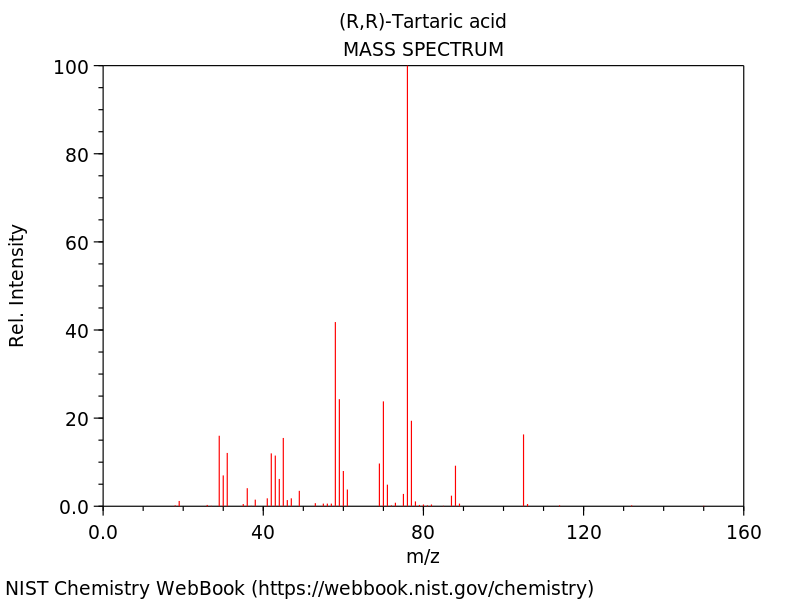 (R,R)-Tartaric acid
MASS SPECTRUM
Rel. Intensity
100
80
60
40
20
0.0
0.0 40 80 120 160
m/z
NIST Chemistry WebBook (https://webbook.nist.gov/chemistry)